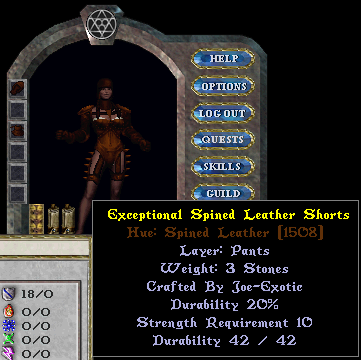 HELP
OPTIONS
LOG OUT
QUESTS
SKILLS
GUILD
Exceptional Spined Leather Shorts
Hue: Spined Leather [1508]
Layer: Pants
Weight: 3 Stones
Crafted By Joe-Exotic
Durability 20%
Strength Requirement 10
Durability 42 / 42
18/0
0/0
0/0
0/0
0/0